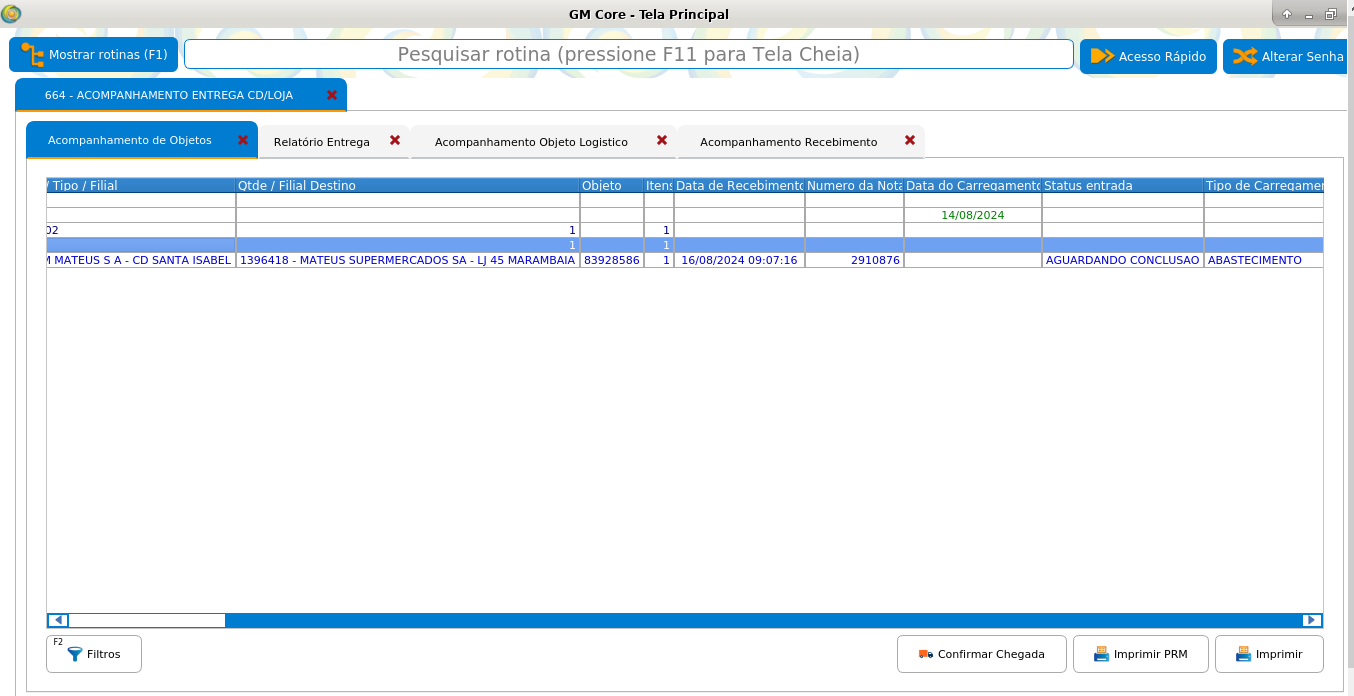 GM Core - Tela Principal
Mostrar rotinas (F1)
Pesquisar rotina (pressione F11 para Tela Cheia)
Acesso Rápido
Alterar Senha
664 - ACOMPANHAMENTO ENTREGA CD/LOJA
Acompanhamento de Objetos
Relatório Entrega
Acompanhamento Objeto Logistico
Acompanhamento Recebimento
/ Tipo / Filial Qtde / Filial Destino Objeto Itens Data de Recebimento Numero da Nota Data do Carregamento Status entrada Tipo de Carregamen
14/08/2024
02 1 1
1 1
M MATEUS S A - CD SANTA ISABEL 1396418 - MATEUS SUPERMERCADOS SA - LJ 45 MARAMBAIA 83928586 1 16/08/2024 09:07:16 2910876 AGUARDANDO CONCLUSAO ABASTECIMENTO
F2
Filtros
Confirmar Chegada
Imprimir PRM
Imprimir